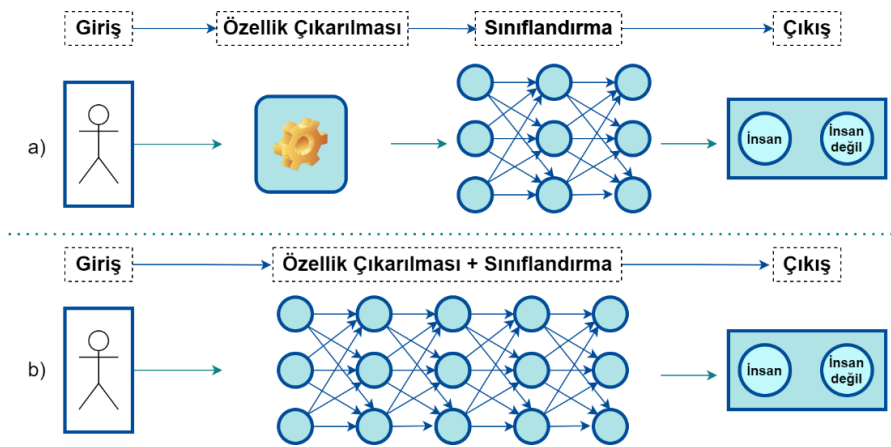 Giriş
Özellik Çıkarılması
Sınıflandırma
Çıkış
a)
İnsan
İnsan
değil
Giriş
Özellik Çıkarılması + Sınıflandırma
Çıkış
b)
İnsan
İnsan
değil